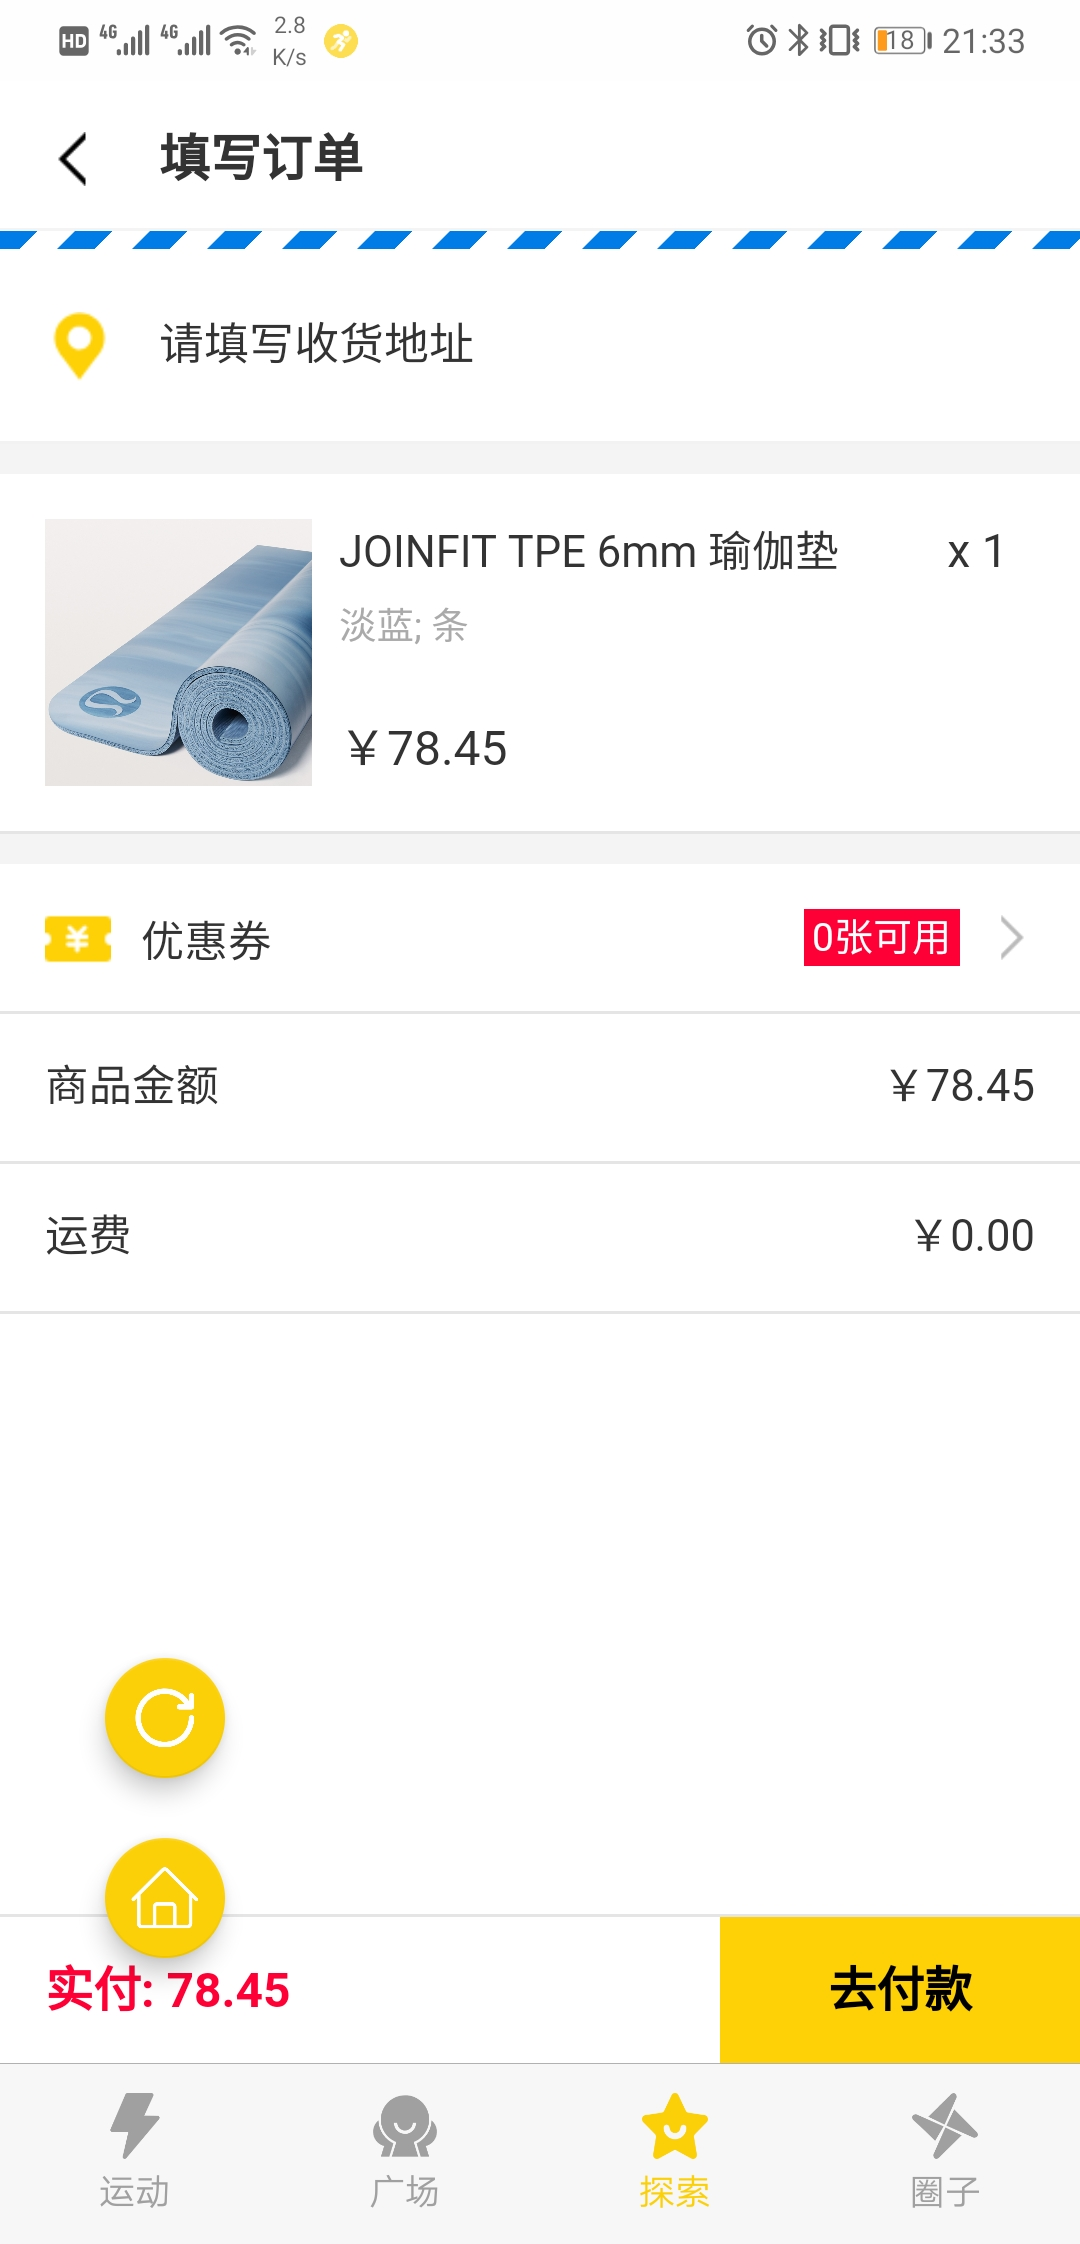 HD 4G 4G 2.8 K/s 18 21:33
填写订单
请填写收货地址
JOINFIT TPE 6mm 瑜伽垫 x 1
淡蓝; 条
￥78.45
优惠券 0张可用
商品金额 ￥78.45
运费 ￥0.00
实付: 78.45 去付款
运动 广场 探索 圈子